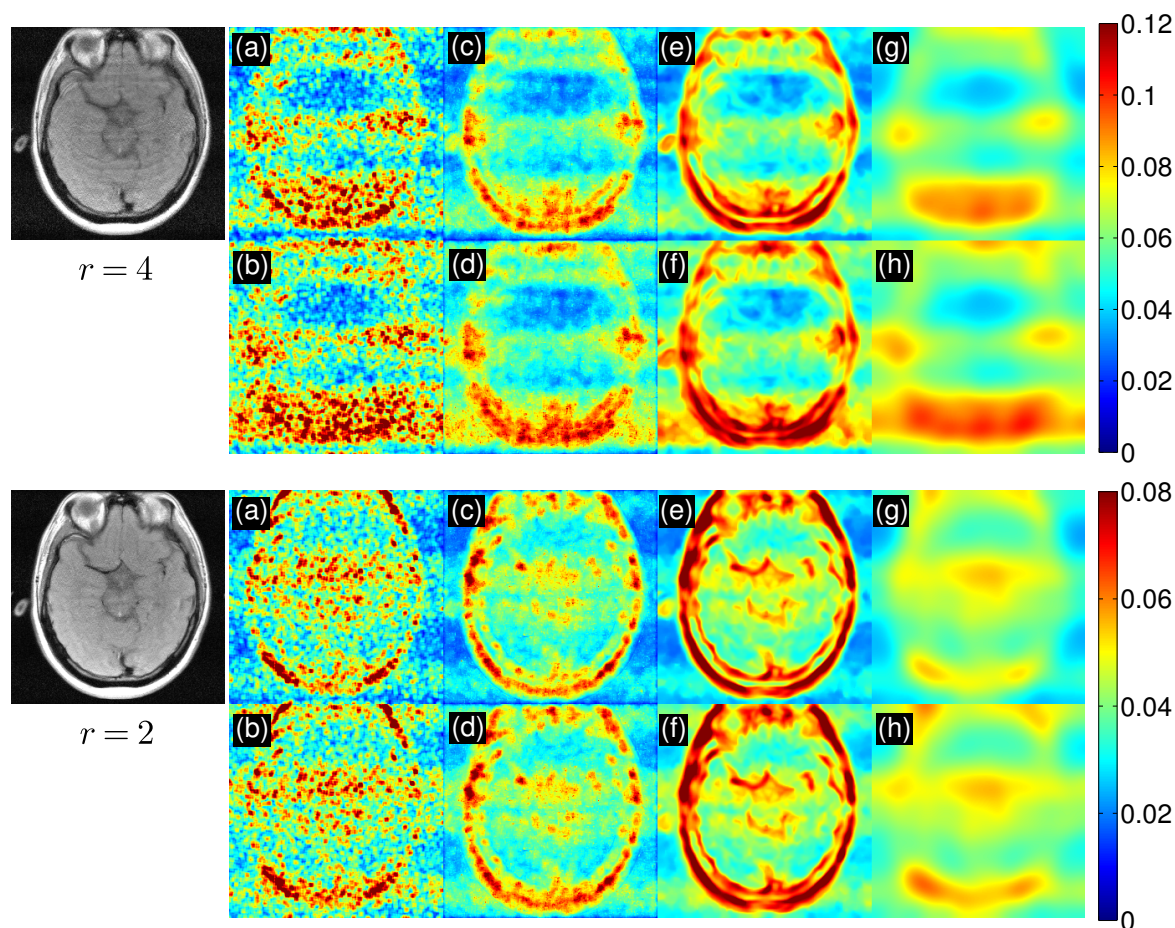 (a) (c) (e) (g) 0.12
0.1
0.08
r = 4 (b) (d) (f) (h) 0.06
0.04
0.02
0
(a) (c) (e) (g) 0.08
0.06
0.04
r = 2 (b) (d) (f) (h)
0.02
0